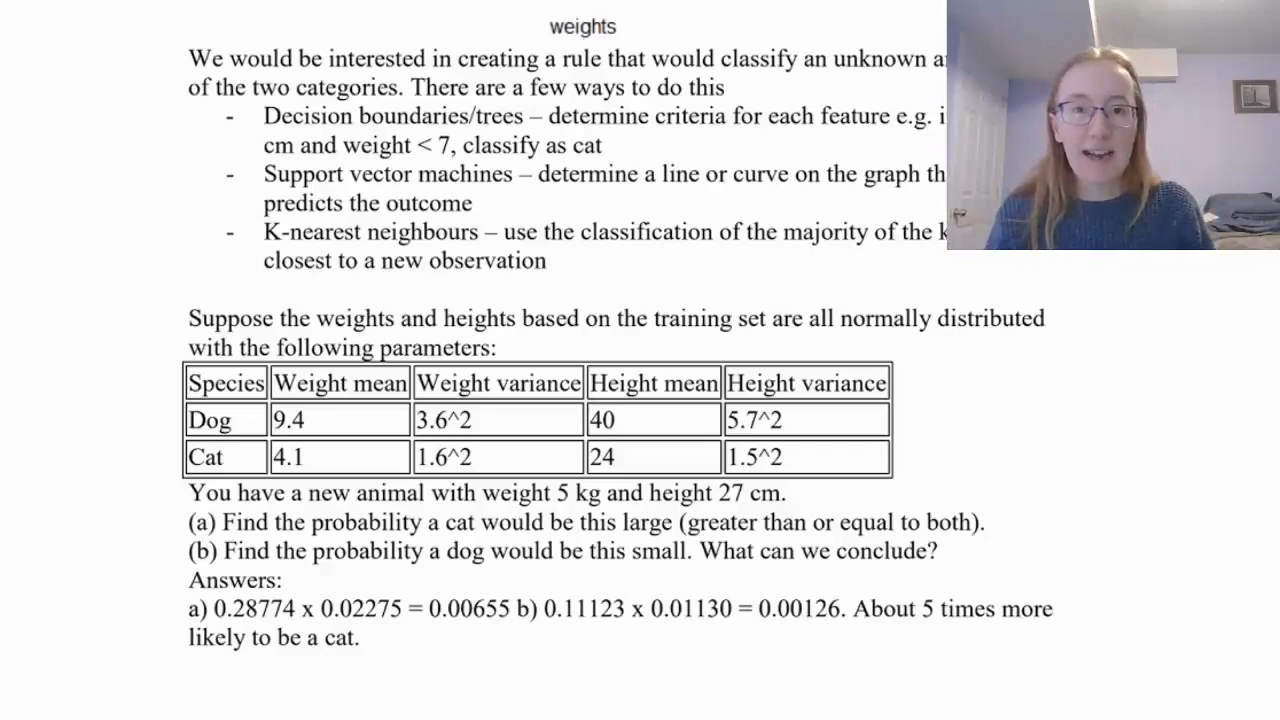 weights
We would be interested in creating a rule that would classify an unknown
of the two categories. There are a few ways to do this
- Decision boundaries/trees – determine criteria for each feature e.g.
cm and weight < 7, classify as cat
- Support vector machines – determine a line or curve on the graph
predicts the outcome
- K-nearest neighbours – use the classification of the majority of the
closest to a new observation
Suppose the weights and heights based on the training set are all normally distributed
with the following parameters:
Species Weight mean Weight variance Height mean Height variance
Dog 9.4 3.6^2 40 5.7^2
Cat 4.1 1.6^2 24 1.5^2
You have a new animal with weight 5 kg and height 27 cm.
(a) Find the probability a cat would be this large (greater than or equal to both).
(b) Find the probability a dog would be this small. What can we conclude?
Answers:
a) 0.28774 x 0.02275 = 0.00655 b) 0.11123 x 0.01130 = 0.00126. About 5 times more
likely to be a cat.